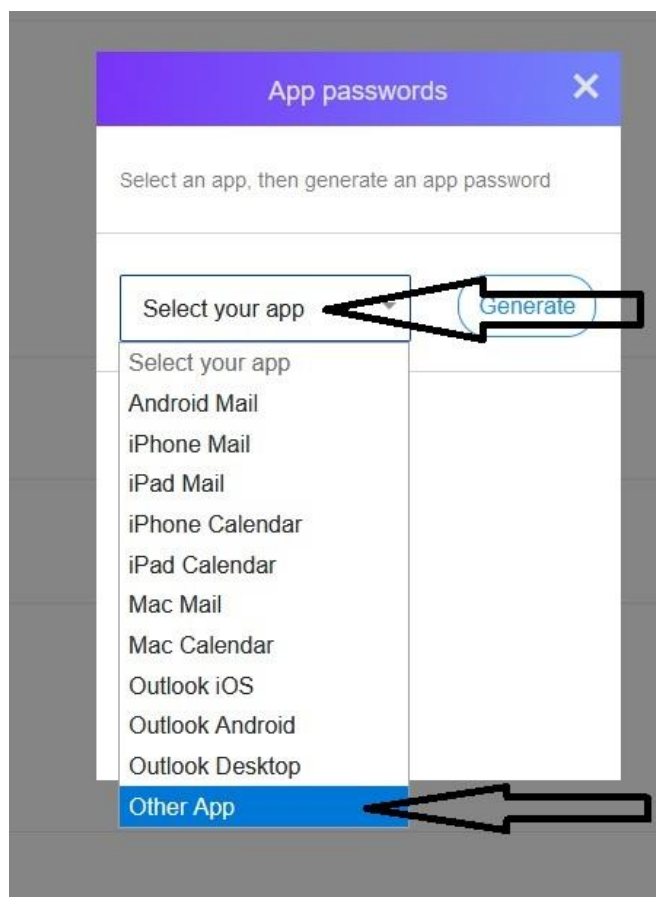 App passwords
Select an app, then generate an app password
Select your app
Generate
Select your app
Android Mail
iPhone Mail
iPad Mail
iPhone Calendar
iPad Calendar
Mac Mail
Mac Calendar
Outlook iOS
Outlook Android
Outlook Desktop
Other App